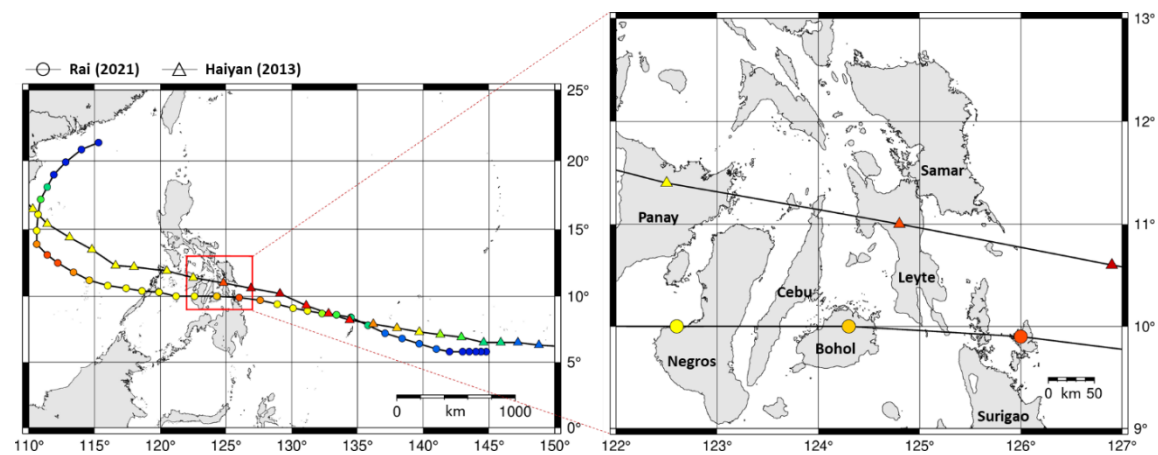 Rai (2021) Haiyan (2013)
25°
20°
15°
10°
5°
0°
0 km 1000
110° 115° 120° 125° 130° 135° 140° 145° 150°
13°
12°
11°
10°
9°
Samar
Panay
Leyte
Cebu
Bohol
Negros
Surigao
0 km 50
122° 123° 124° 125° 126° 127°